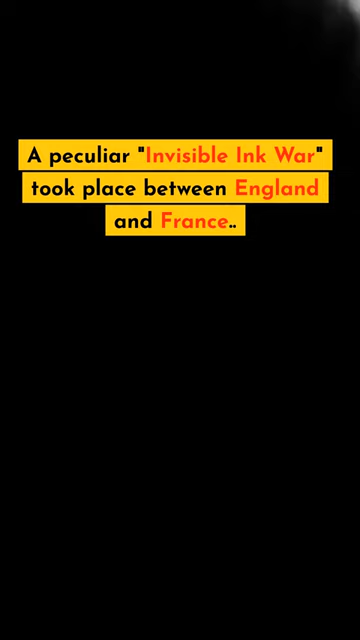 A peculiar "Invisible Ink War"
took place between England
and France..